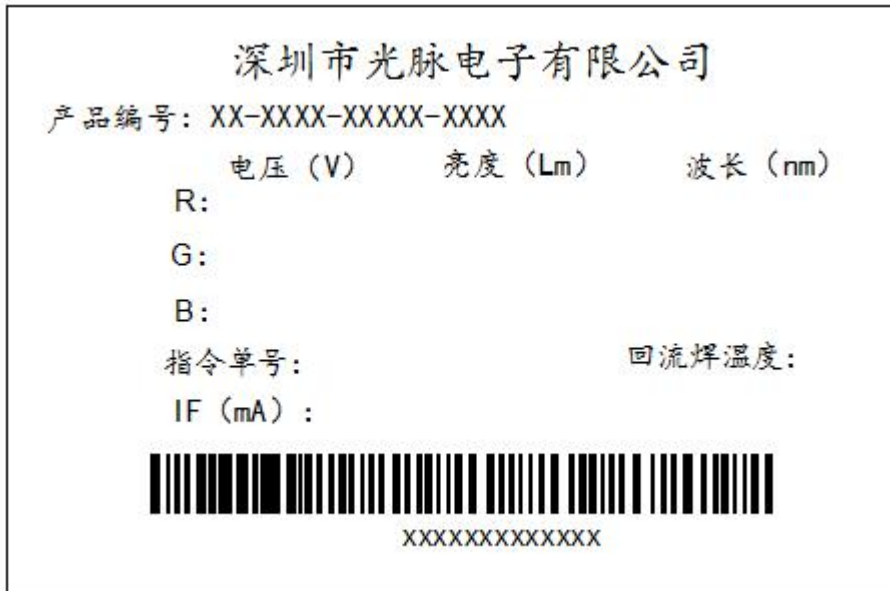 深圳市光脉电子有限公司
产品编号: XX-XXXX-XXXXX-XXXX
电压（V） 亮度（Lm） 波长（nm）
R:
G:
B:
指令单号: 回流焊温度:
IF（mA）:
XXXXXXXXXXXXX